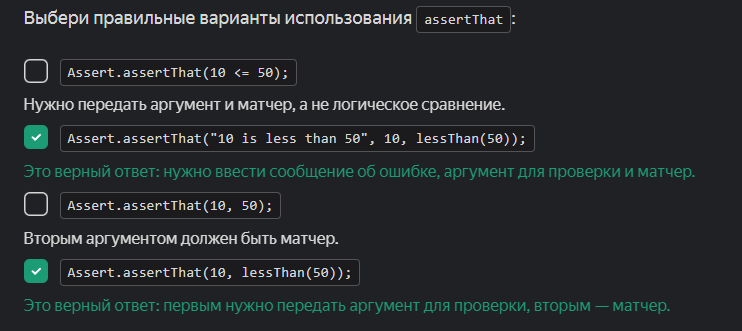 Выбери правильные варианты использования assertThat:
Assert.assertThat(10 <= 50);
Нужно передать аргумент и матчер, а не логическое сравнение.
Assert.assertThat("10 is less than 50", 10, lessThan(50));
Это верный ответ: нужно ввести сообщение об ошибке, аргумент для проверки и матчер.
Assert.assertThat(10, 50);
Вторым аргументом должен быть матчер.
Assert.assertThat(10, lessThan(50));
Это верный ответ: первым нужно передать аргумент для проверки, вторым — матчер.